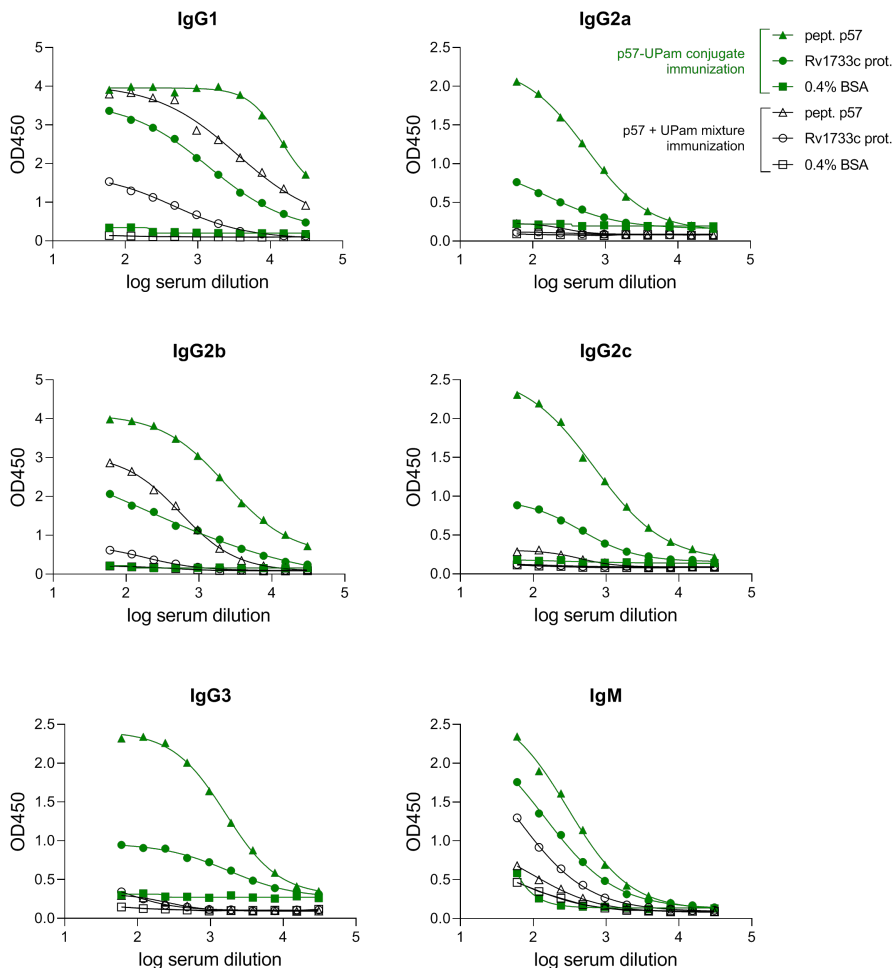 IgG1
5
4
3
2
1
0
OD450
1 2 3 4 5
log serum dilution
IgG2a
2.5
2.0
1.5
1.0
0.5
0.0
OD450
1 2 3 4 5
log serum dilution
p57-UPam conjugate
immunization
pept. p57
Rv1733c prot.
0.4% BSA
p57 + UPam mixture
immunization
pept. p57
Rv1733c prot.
0.4% BSA
IgG2b
5
4
3
2
1
0
OD450
1 2 3 4 5
log serum dilution
IgG2c
2.5
2.0
1.5
1.0
0.5
0.0
OD450
1 2 3 4 5
log serum dilution
IgG3
2.5
2.0
1.5
1.0
0.5
0.0
OD450
1 2 3 4 5
log serum dilution
IgM
2.5
2.0
1.5
1.0
0.5
0.0
OD450
1 2 3 4 5
log serum dilution